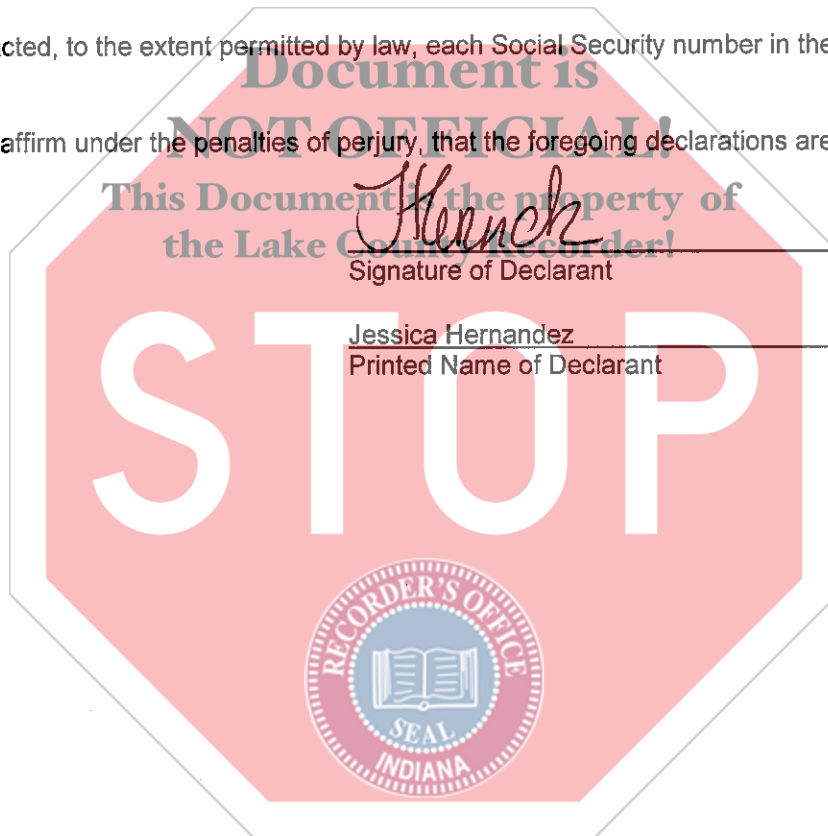 cted, to the extent permitted by law, each Social Security number in the
Document is
affirm under the penalties of perjury, that the foregoing declarations are
NOT OFFICIAL!
This Document is the property of
the Lake County Recorder!
Signature of Declarant
Jessica Hernandez
Printed Name of Declarant
STOP
RECORDER'S OFFICE
SEAL
INDIANA